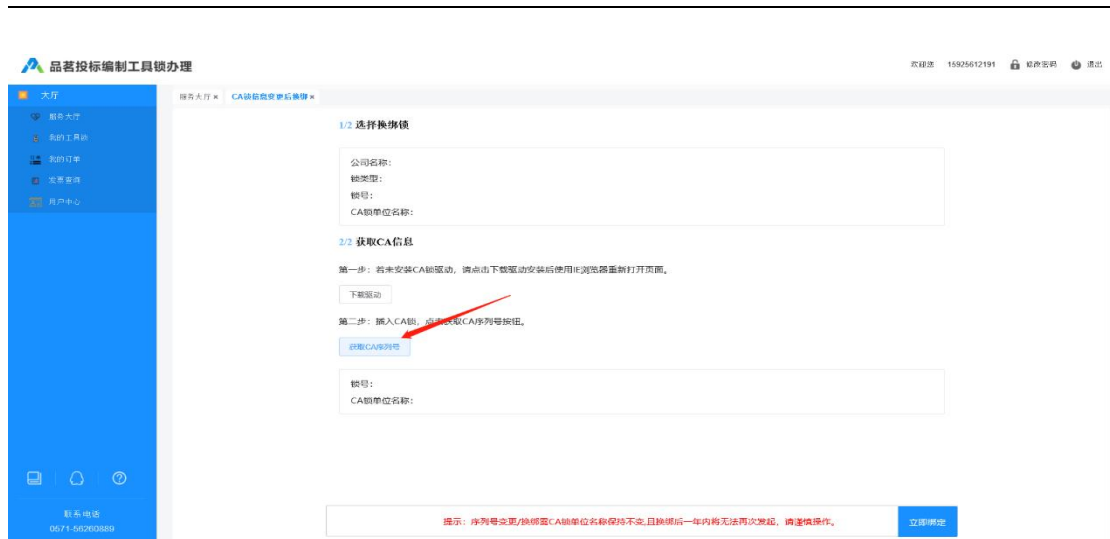 品茗投标编制工具锁办理
欢迎您 15925612191 修改密码 退出
大厅
服务大厅 × CA锁信息变更后换绑 ×
服务大厅
我的工具锁
我的订单
发票查询
用户中心
1/2 选择换绑锁
公司名称：
锁类型：
锁号：
CA锁单位名称：
2/2 获取CA信息
第一步：若未安装CA锁驱动，请点击下载驱动安装后使用IE浏览器重新打开页面。
下载驱动
第二步：插入CA锁，点击获取CA序列号按钮。
获取CA序列号
锁号：
CA锁单位名称：
联系电话
0571-56260889
提示：序列号变更/换绑需CA锁单位名称保持不变,且换绑后一年内将无法再次发起，请谨慎操作。
立即绑定